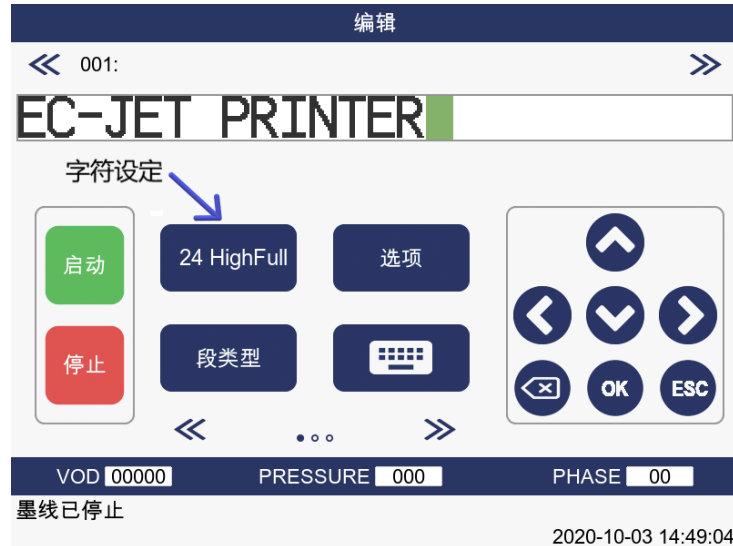 编辑
001:
EC-JET PRINTER
字符设定
启动
24 HighFull
选项
停止
段类型
OK
ESC
VOD 00000 PRESSURE 000 PHASE 00
墨线已停止
2020-10-03 14:49:04